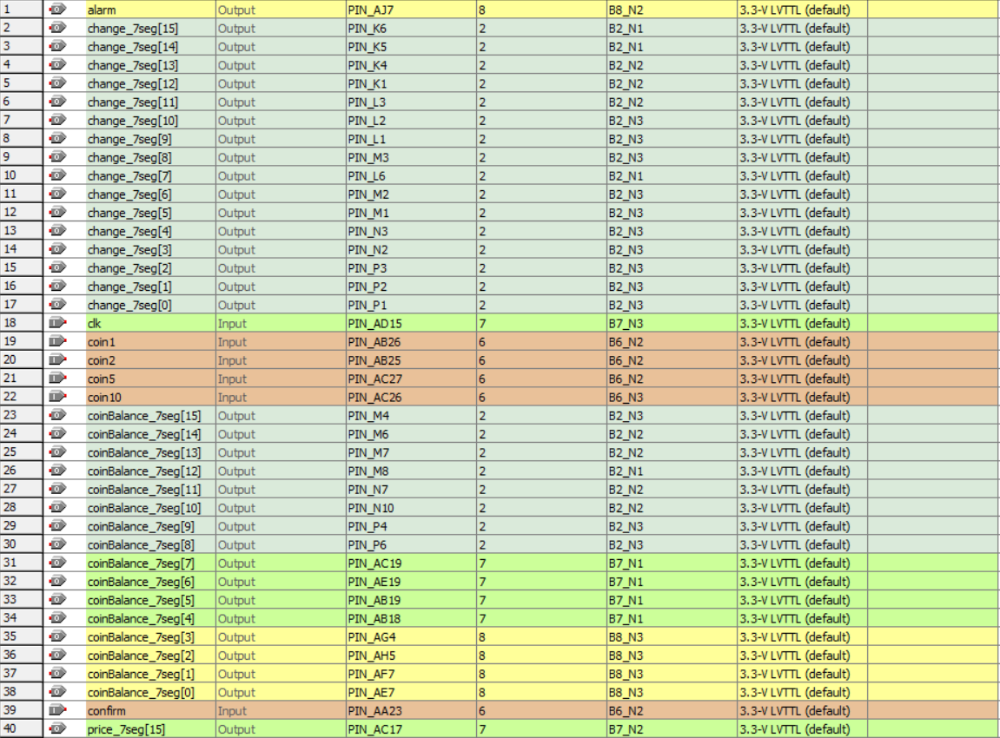 1 alarm Output PIN_AJ7 8 B8_N2 3.3-V LVTTL (default)
2 change_7seg[15] Output PIN_K6 2 B2_N1 3.3-V LVTTL (default)
3 change_7seg[14] Output PIN_K5 2 B2_N1 3.3-V LVTTL (default)
4 change_7seg[13] Output PIN_K4 2 B2_N2 3.3-V LVTTL (default)
5 change_7seg[12] Output PIN_K1 2 B2_N2 3.3-V LVTTL (default)
6 change_7seg[11] Output PIN_L3 2 B2_N2 3.3-V LVTTL (default)
7 change_7seg[10] Output PIN_L2 2 B2_N3 3.3-V LVTTL (default)
8 change_7seg[9] Output PIN_L1 2 B2_N3 3.3-V LVTTL (default)
9 change_7seg[8] Output PIN_M3 2 B2_N3 3.3-V LVTTL (default)
10 change_7seg[7] Output PIN_L6 2 B2_N1 3.3-V LVTTL (default)
11 change_7seg[6] Output PIN_M2 2 B2_N3 3.3-V LVTTL (default)
12 change_7seg[5] Output PIN_M1 2 B2_N3 3.3-V LVTTL (default)
13 change_7seg[4] Output PIN_N3 2 B2_N3 3.3-V LVTTL (default)
14 change_7seg[3] Output PIN_N2 2 B2_N3 3.3-V LVTTL (default)
15 change_7seg[2] Output PIN_P3 2 B2_N3 3.3-V LVTTL (default)
16 change_7seg[1] Output PIN_P2 2 B2_N3 3.3-V LVTTL (default)
17 change_7seg[0] Output PIN_P1 2 B2_N3 3.3-V LVTTL (default)
18 clk Input PIN_AD15 7 B7_N3 3.3-V LVTTL (default)
19 coin1 Input PIN_AB26 6 B6_N2 3.3-V LVTTL (default)
20 coin2 Input PIN_AB25 6 B6_N2 3.3-V LVTTL (default)
21 coin5 Input PIN_AC27 6 B6_N2 3.3-V LVTTL (default)
22 coin10 Input PIN_AC26 6 B6_N3 3.3-V LVTTL (default)
23 coinBalance_7seg[15] Output PIN_M4 2 B2_N3 3.3-V LVTTL (default)
24 coinBalance_7seg[14] Output PIN_M6 2 B2_N2 3.3-V LVTTL (default)
25 coinBalance_7seg[13] Output PIN_M7 2 B2_N2 3.3-V LVTTL (default)
26 coinBalance_7seg[12] Output PIN_M8 2 B2_N1 3.3-V LVTTL (default)
27 coinBalance_7seg[11] Output PIN_N7 2 B2_N2 3.3-V LVTTL (default)
28 coinBalance_7seg[10] Output PIN_N10 2 B2_N2 3.3-V LVTTL (default)
29 coinBalance_7seg[9] Output PIN_P4 2 B2_N3 3.3-V LVTTL (default)
30 coinBalance_7seg[8] Output PIN_P6 2 B2_N3 3.3-V LVTTL (default)
31 coinBalance_7seg[7] Output PIN_AC19 7 B7_N1 3.3-V LVTTL (default)
32 coinBalance_7seg[6] Output PIN_AE19 7 B7_N1 3.3-V LVTTL (default)
33 coinBalance_7seg[5] Output PIN_AB19 7 B7_N1 3.3-V LVTTL (default)
34 coinBalance_7seg[4] Output PIN_AB18 7 B7_N1 3.3-V LVTTL (default)
35 coinBalance_7seg[3] Output PIN_AG4 8 B8_N3 3.3-V LVTTL (default)
36 coinBalance_7seg[2] Output PIN_AH5 8 B8_N3 3.3-V LVTTL (default)
37 coinBalance_7seg[1] Output PIN_AF7 8 B8_N3 3.3-V LVTTL (default)
38 coinBalance_7seg[0] Output PIN_AE7 8 B8_N3 3.3-V LVTTL (default)
39 confirm Input PIN_AA23 6 B6_N2 3.3-V LVTTL (default)
40 price_7seg[15] Output PIN_AC17 7 B7_N2 3.3-V LVTTL (default)